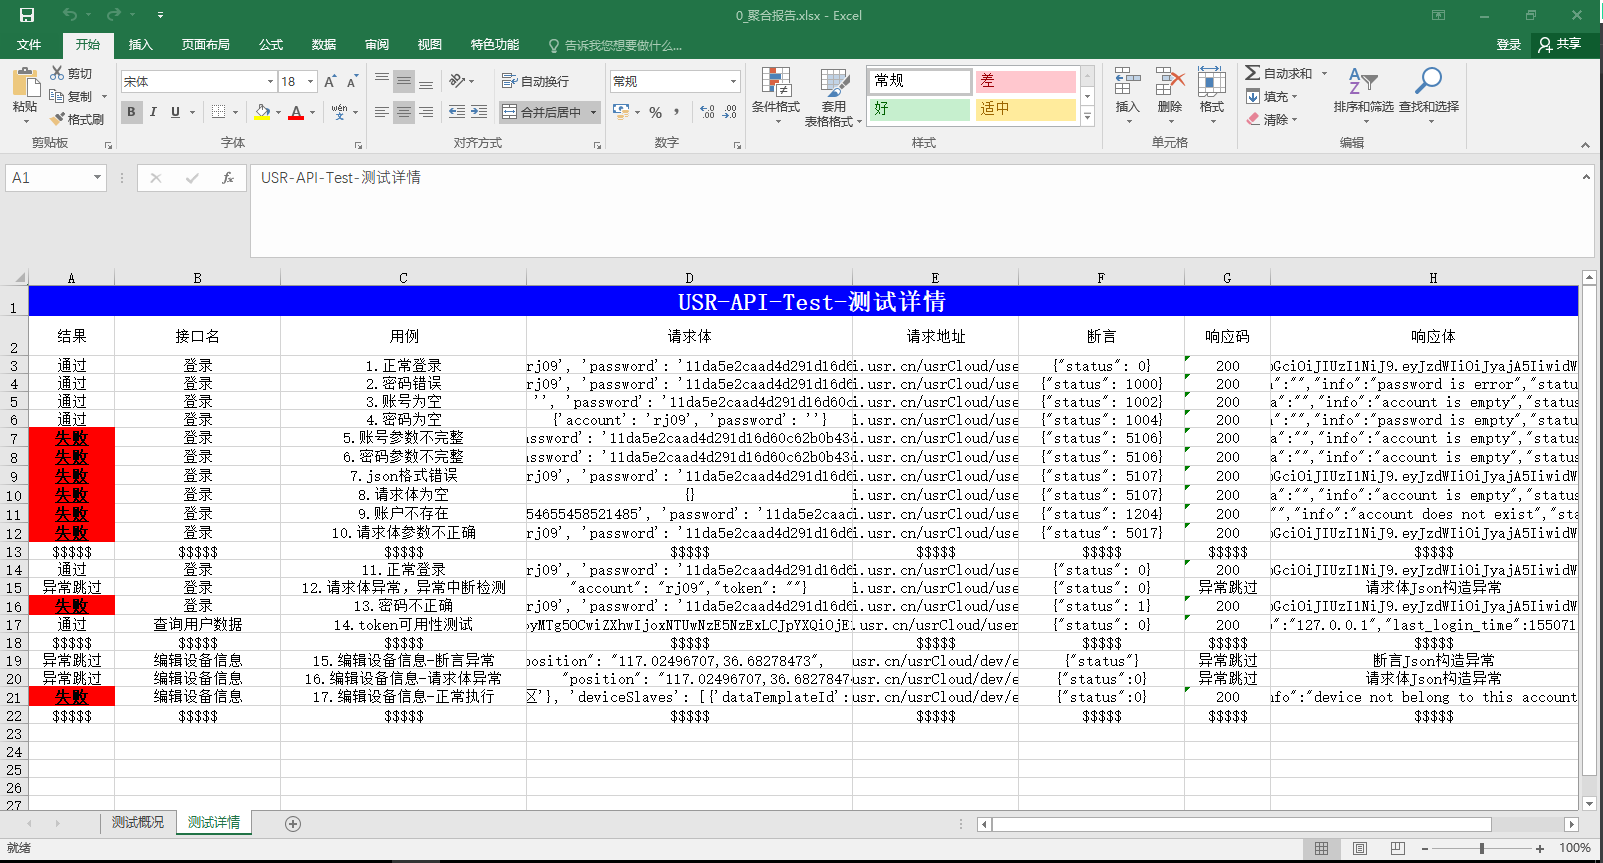 0_聚合报告.xlsx - Excel
文件 开始 插入 页面布局 公式 数据 审阅 视图 特色功能 告诉我您想要做什么... 登录 共享
粘贴 剪切 复制 格式刷 剪贴板
宋体 18 B I U wén 字体
自动换行 合并后居中 对齐方式
常规 数字
条件格式 套用表格格式 常规 差 好 适中 样式
插入 删除 格式 单元格
自动求和 填充 清除 排序和筛选 查找和选择 编辑
A1 fx USR-API-Test-测试详情
A B C D E F G H
1 USR-API-Test-测试详情
2 结果 接口名 用例 请求体 请求地址 断言 响应码 响应体
3 通过 登录 1.正常登录 rj09', 'password': '11da5e2caad4d291d16d6 i.usr.cn/usrCloud/use {"status": 0} 200 bGciOiJIUzI1NiJ9.eyJzdWIiOiJyajA5IiwidW
4 通过 登录 2.密码错误 rj09', 'password': '11da5e2caad4d291d16d6 i.usr.cn/usrCloud/use {"status": 1000} 200 a":"","info":"password is error","statu
5 通过 登录 3.账号为空 '', 'password': '11da5e2caad4d291d16d60c i.usr.cn/usrCloud/use {"status": 1002} 200 a":"","info":"account is empty","status
6 通过 登录 4.密码为空 {'account': 'rj09', 'password': ''} i.usr.cn/usrCloud/use {"status": 1004} 200 a":"","info":"password is empty","statu
7 失败 登录 5.账号参数不完整 assword': '11da5e2caad4d291d16d60c62b0b43 i.usr.cn/usrCloud/use {"status": 5106} 200 a":"","info":"account is empty","status
8 失败 登录 6.密码参数不完整 assword': '11da5e2caad4d291d16d60c62b0b43 i.usr.cn/usrCloud/use {"status": 5106} 200 a":"","info":"account is empty","status
9 失败 登录 7.json格式错误 rj09', 'password': '11da5e2caad4d291d16d6 i.usr.cn/usrCloud/use {"status": 5107} 200 bGciOiJIUzI1NiJ9.eyJzdWIiOiJyajA5IiwidW
10 失败 登录 8.请求体为空 {} i.usr.cn/usrCloud/use {"status": 5107} 200 a":"","info":"account is empty","status
11 失败 登录 9.账户不存在 54655458521485', 'password': '11da5e2caad i.usr.cn/usrCloud/use {"status": 1204} 200 "","info":"account does not exist","sta
12 失败 登录 10.请求体参数不正确 rj09', 'password': '11da5e2caad4d291d16d6 i.usr.cn/usrCloud/use {"status": 5017} 200 bGciOiJIUzI1NiJ9.eyJzdWIiOiJyajA5IiwidW
13 $$$$$ $$$$$ $$$$$ $$$$$ $$$$$ $$$$$ $$$$$ $$$$$
14 通过 登录 11.正常登录 rj09', 'password': '11da5e2caad4d291d16d6 i.usr.cn/usrCloud/use {"status": 0} 200 bGciOiJIUzI1NiJ9.eyJzdWIiOiJyajA5IiwidW
15 异常跳过 登录 12.请求体异常，异常中断检测 "account": "rj09","token": ""} i.usr.cn/usrCloud/use {"status": 0} 异常跳过 请求体Json构造异常
16 失败 登录 13.密码不正确 rj09', 'password': '11da5e2caad4d291d16d6 i.usr.cn/usrCloud/use {"status": 1} 200 bGciOiJIUzI1NiJ9.eyJzdWIiOiJyajA5IiwidW
17 通过 查询用户数据 14.token可用性测试 oyMTg5OCwiZXhwIjoxNTUwNzE5NzExLCJpYXQiOjE i.usr.cn/usrCloud/user {"status": 0} 200 p":"127.0.0.1","last_login_time":155071
18 $$$$$ $$$$$ $$$$$ $$$$$ $$$$$ $$$$$ $$$$$ $$$$$
19 异常跳过 编辑设备信息 15.编辑设备信息-断言异常 position": "117.02496707,36.68278473", usr.cn/usrCloud/dev/e {"status"} 异常跳过 断言Json构造异常
20 异常跳过 编辑设备信息 16.编辑设备信息-请求体异常 "position": "117.02496707,36.6827847 usr.cn/usrCloud/dev/e {"status":0} 异常跳过 请求体Json构造异常
21 失败 编辑设备信息 17.编辑设备信息-正常执行 区'}, 'deviceSlaves': [{'dataTemplateId': usr.cn/usrCloud/dev/e {"status":0} 200 nfo":"device not belong to this account
22 $$$$$ $$$$$ $$$$$ $$$$$ $$$$$ $$$$$ $$$$$ $$$$$
23
24
25
26
27
测试概况 测试详情
就绪 100%